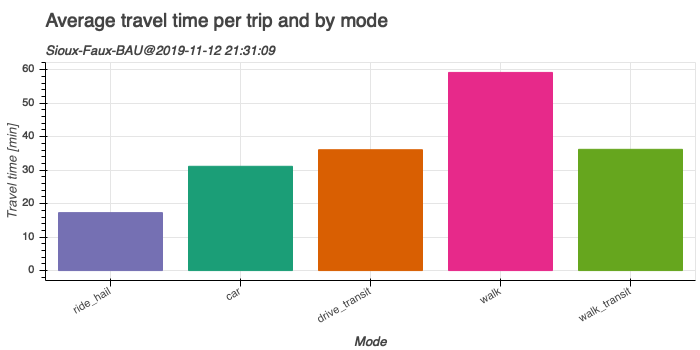 Average travel time per trip and by mode
Sioux-Faux-BAU@2019-11-12 21:31:09
Travel time [min]
60
50
40
30
20
10
0
ride_hail
car
drive_transit
walk
walk_transit
Mode